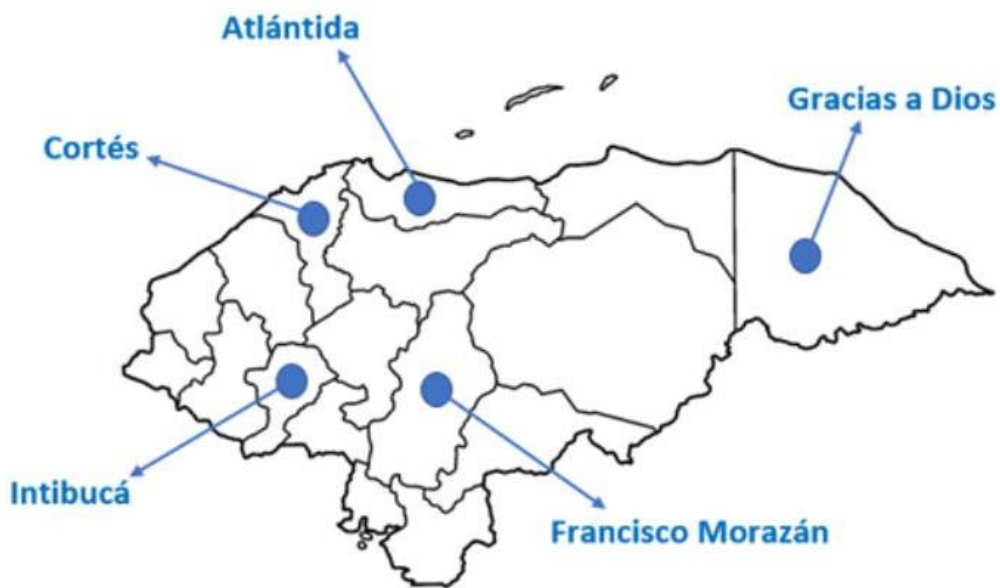 Atlántida
Gracias a Dios
Cortés
Intibucá
Francisco Morazán